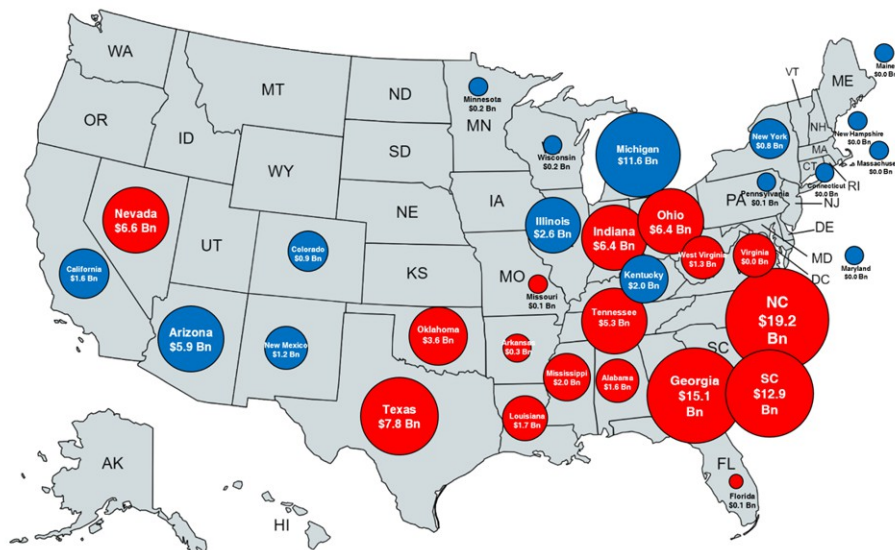 WA
OR
ID
MT
WY
UT
ND
SD
NE
KS
Minnesota
$0.2 Bn
MN
Wisconsin
$0.2 Bn
IA
Michigan
$11.6 Bn
New York
$0.8 Bn
VT
ME
Maine
$0.0 Bn
NH
New Hampshire
$0.0 Bn
MA
Massachuse
$0.0 Bn
CT
Connecticut
$0.0 Bn
RI
PA
Pennsylvania
$0.1 Bn
NJ
DE
MD
Maryland
$0.0 Bn
DC
Nevada
$6.6 Bn
California
$1.6 Bn
Colorado
$0.9 Bn
Arizona
$5.9 Bn
New Mexico
$1.2 Bn
Illinois
$2.6 Bn
Indiana
$6.4 Bn
Ohio
$6.4 Bn
Kentucky
$2.0 Bn
West Virginia
$1.3 Bn
Virginia
$0.0 Bn
MO
Missouri
$0.1 Bn
Tennessee
$5.3 Bn
NC
$19.2
Bn
Oklahoma
$3.6 Bn
Arkansas
$0.3 Bn
Mississippi
$2.0 Bn
Alabama
$1.6 Bn
SC
Georgia
$15.1
Bn
SC
$12.9
Bn
Texas
$7.8 Bn
Louisiana
$1.7 Bn
FL
Florida
$0.1 Bn
AK
HI